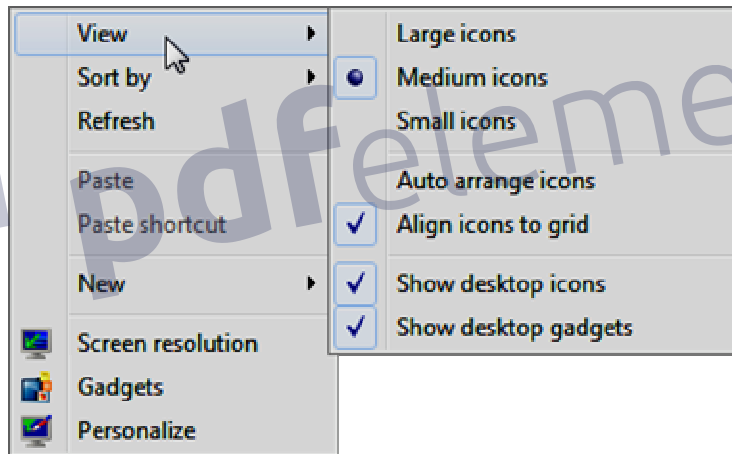 View
Sort by
Refresh
Paste
Paste shortcut
New
Screen resolution
Gadgets
Personalize
Large icons
Medium icons
Small icons
Auto arrange icons
Align icons to grid
Show desktop icons
Show desktop gadgets
pdfeleme